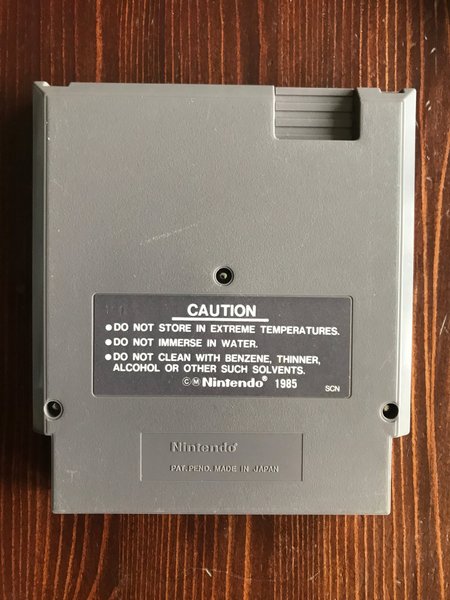 CAUTION
●DO NOT STORE IN EXTREME TEMPERATURES.
●DO NOT IMMERSE IN WATER.
●DO NOT CLEAN WITH BENZENE, THINNER,
ALCOHOL OR OTHER SUCH SOLVENTS.
©Ⓜ Nintendo® 1985 SCN
Nintendo®
PAT. PEND. MADE IN JAPAN